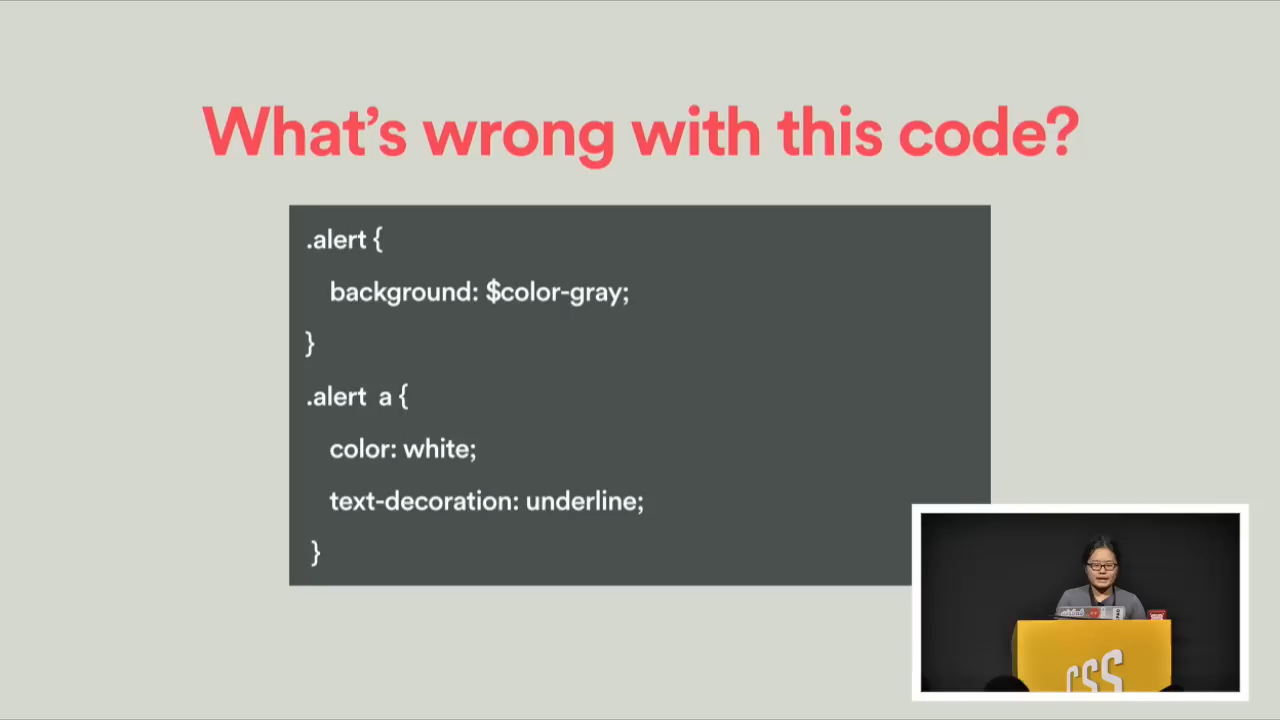 What's wrong with this code?
.alert {
background: $color-gray;
}
.alert a {
color: white;
text-decoration: underline;
}
CSS